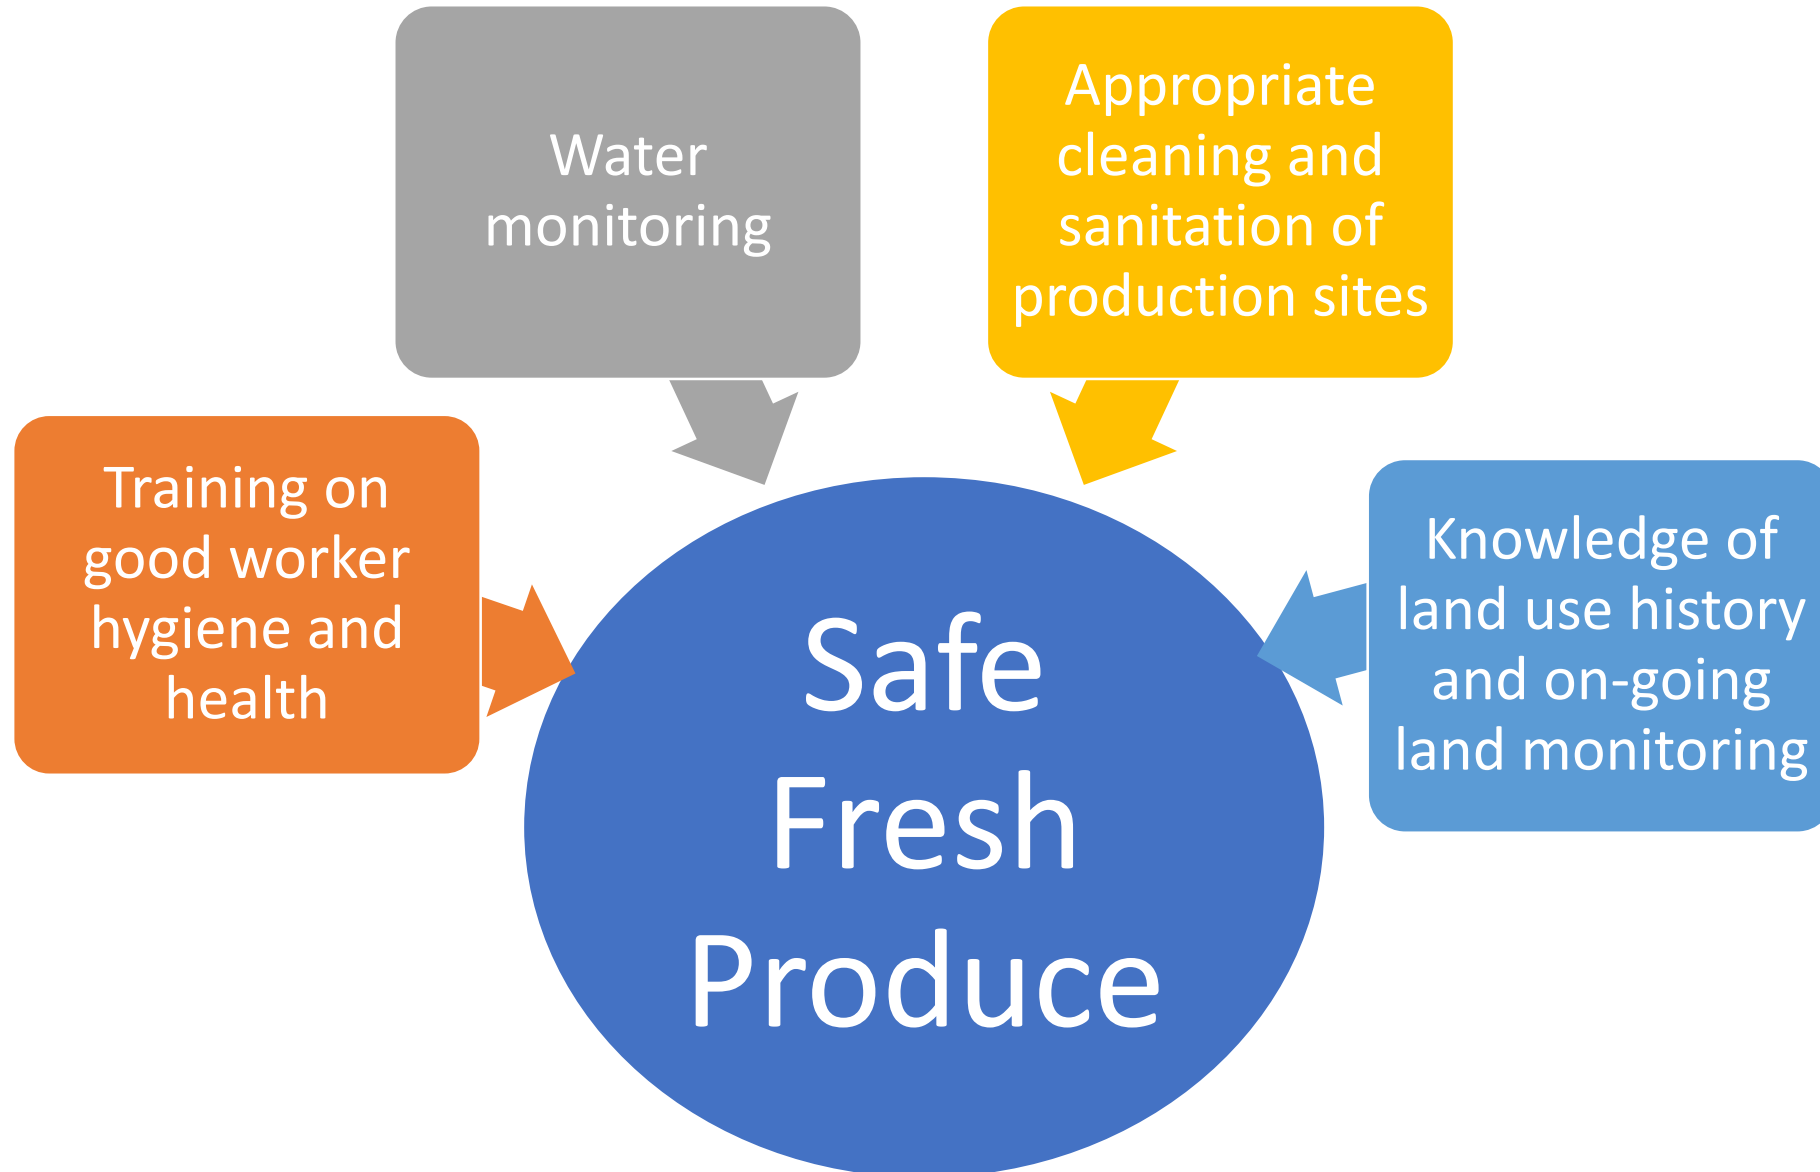 Water
monitoring
Appropriate
cleaning and
sanitation of
production sites
Training on
good worker
hygiene and
health
Knowledge of
land use history
and on-going
land monitoring
Safe
Fresh
Produce